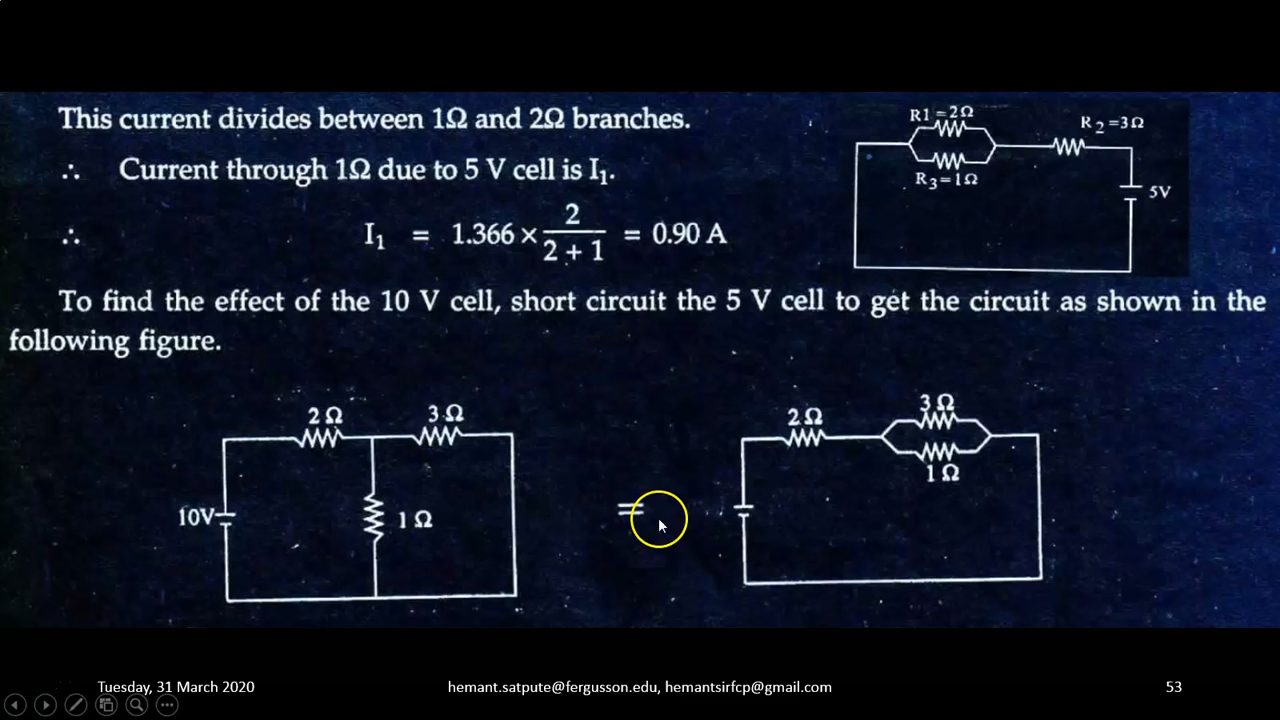 This current divides between 1Ω and 2Ω branches.
∴ Current through 1Ω due to 5 V cell is I₁.
∴ I₁ = 1.366 × 2/(2 + 1) = 0.90 A
R1=2Ω
R₂=3Ω
R₃=1Ω
5V
To find the effect of the 10 V cell, short circuit the 5 V cell to get the circuit as shown in the
following figure.
2Ω 3Ω
10V 1Ω
=
2Ω 3Ω
1Ω
Tuesday, 31 March 2020 hemant.satpute@fergusson.edu, hemantsirfcp@gmail.com 53